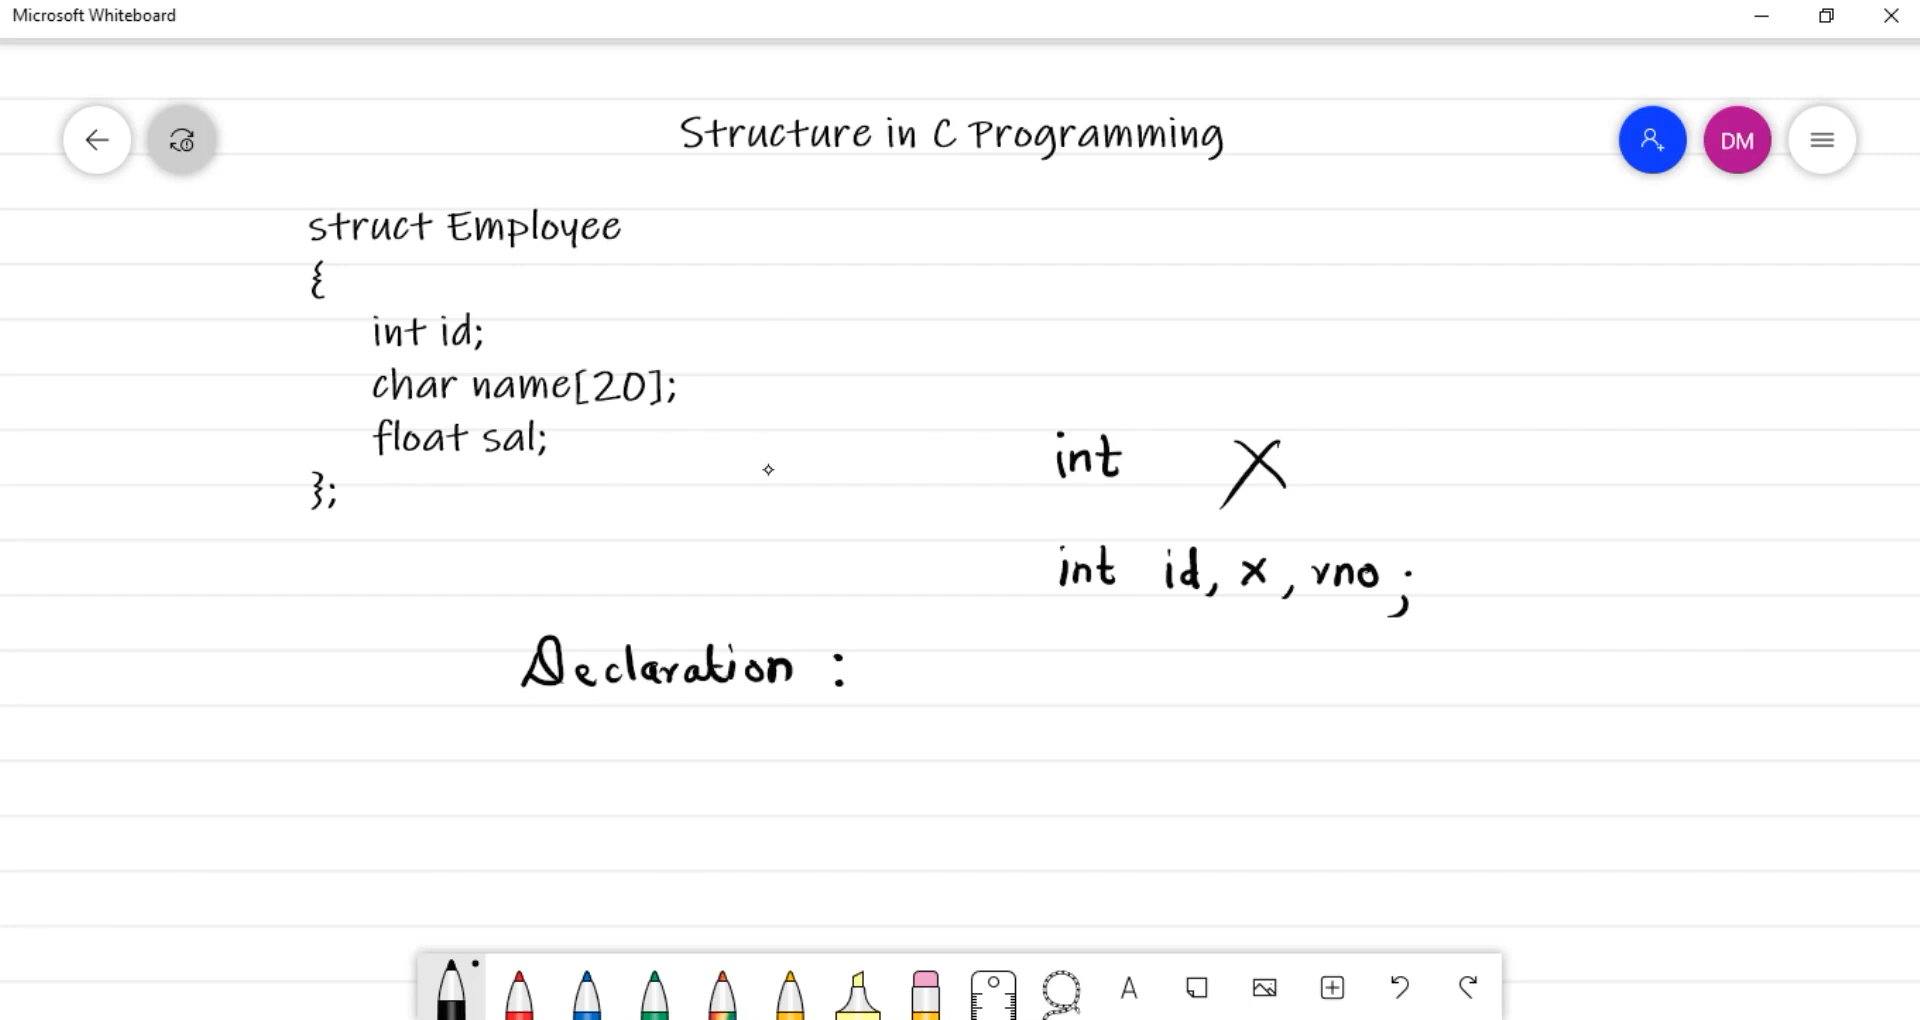 Microsoft Whiteboard
Structure in C Programming
DM
struct Employee
{
int id;
char name[20];
float sal;
};
int X
int id, x, rno;
Declaration :
A